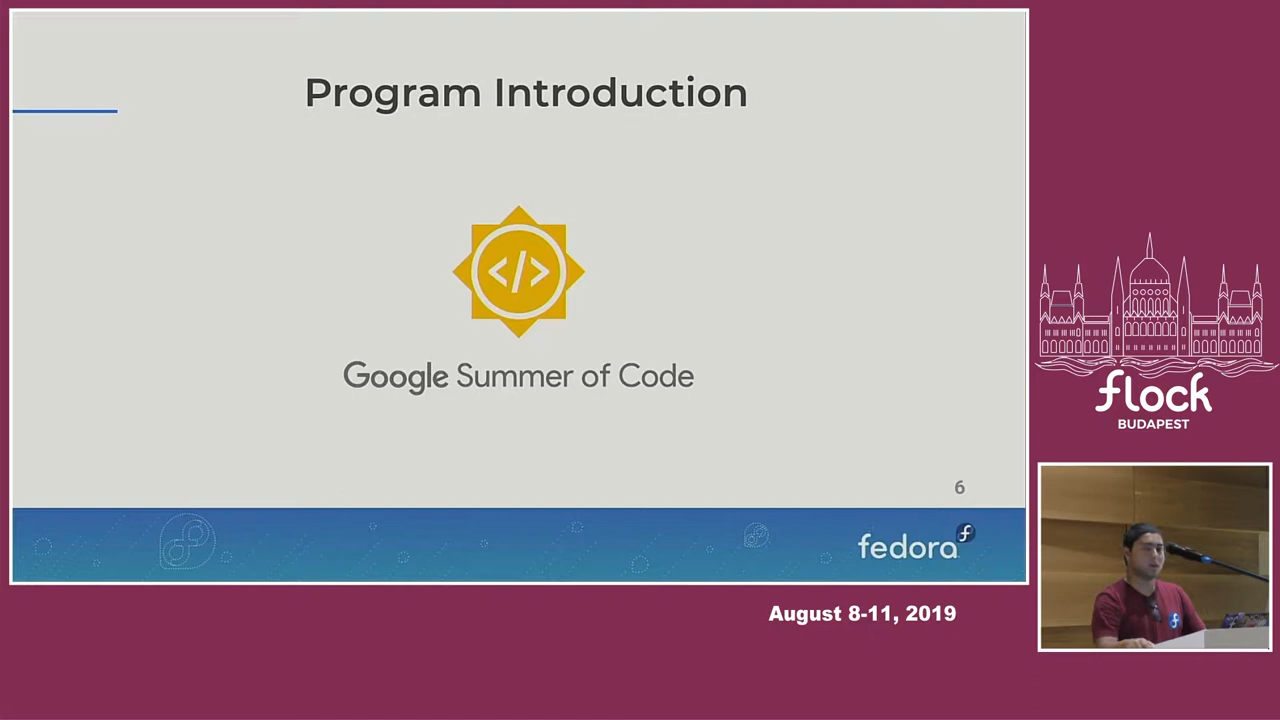 Program Introduction
</>
Google Summer of Code
6
fedora
flock
BUDAPEST
August 8-11, 2019